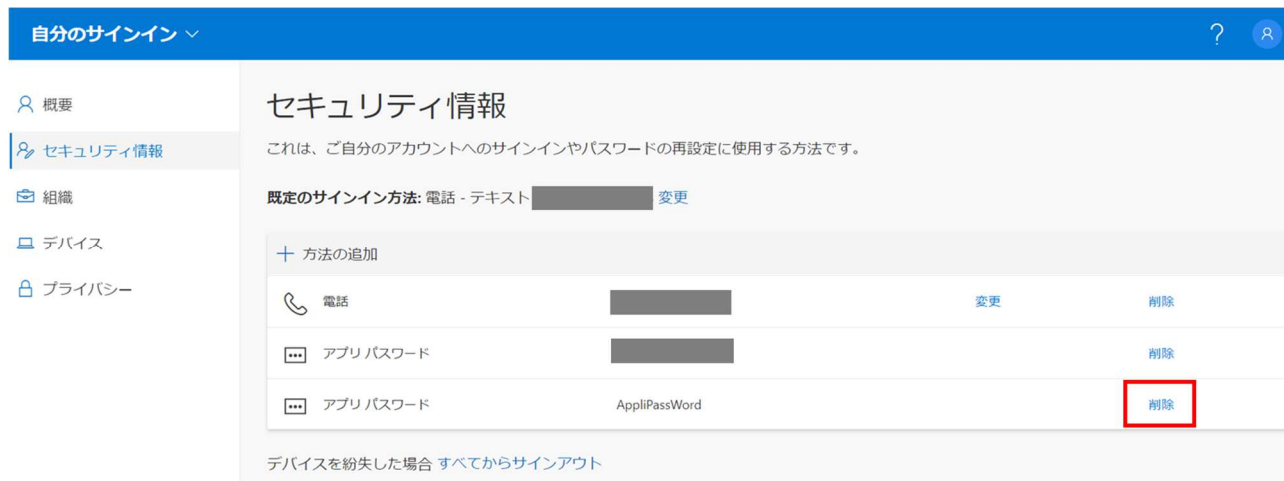 自分のサインイン
?
概要
セキュリティ情報
組織
デバイス
プライバシー
セキュリティ情報
これは、ご自分のアカウントへのサインインやパスワードの再設定に使用する方法です。
既定のサインイン方法: 電話 - テキスト 変更
+ 方法の追加
電話 変更 削除
アプリ パスワード 削除
アプリ パスワード AppliPassWord 削除
デバイスを紛失した場合 すべてからサインアウト